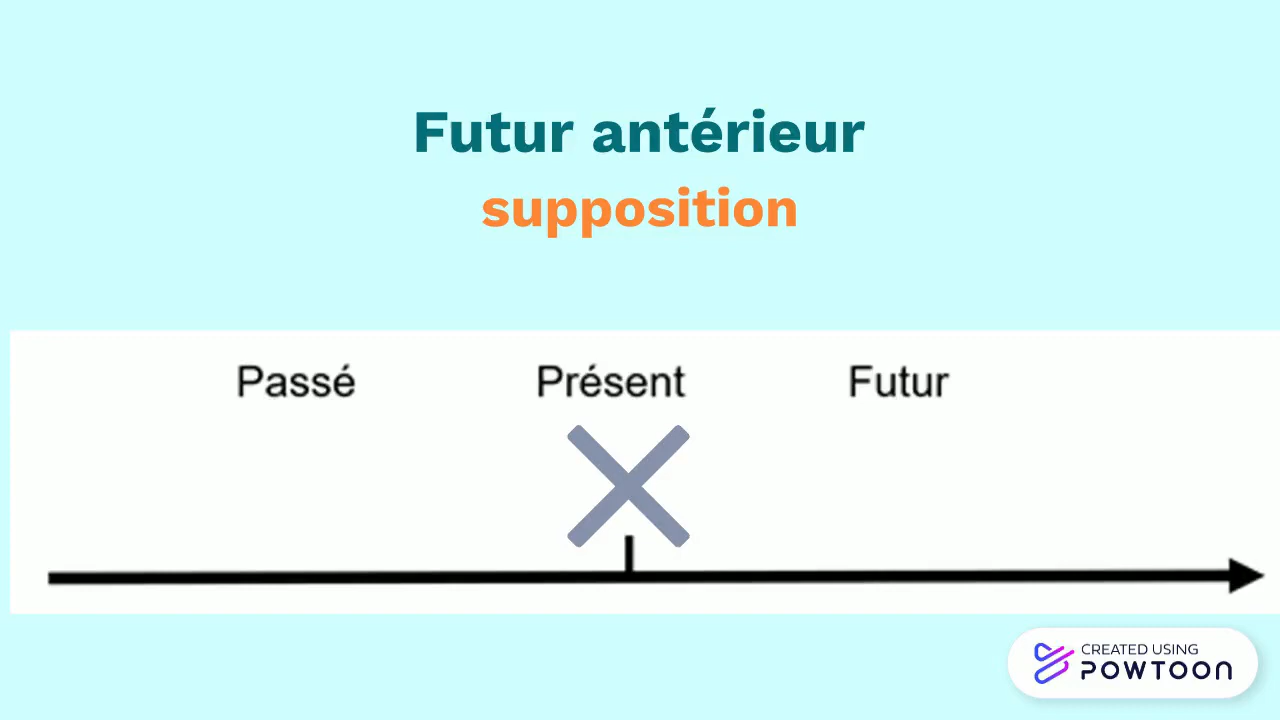 Futur antérieur
supposition
Passé Présent Futur
CREATED USING
POWTOON